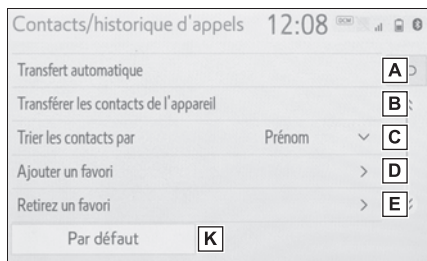 Contacts/historique d'appels 12:08 DCM
Transfert automatique A
Transférer les contacts de l'appareil B
Trier les contacts par Prénom C
Ajouter un favori D
Retirez un favori E
Par défaut K